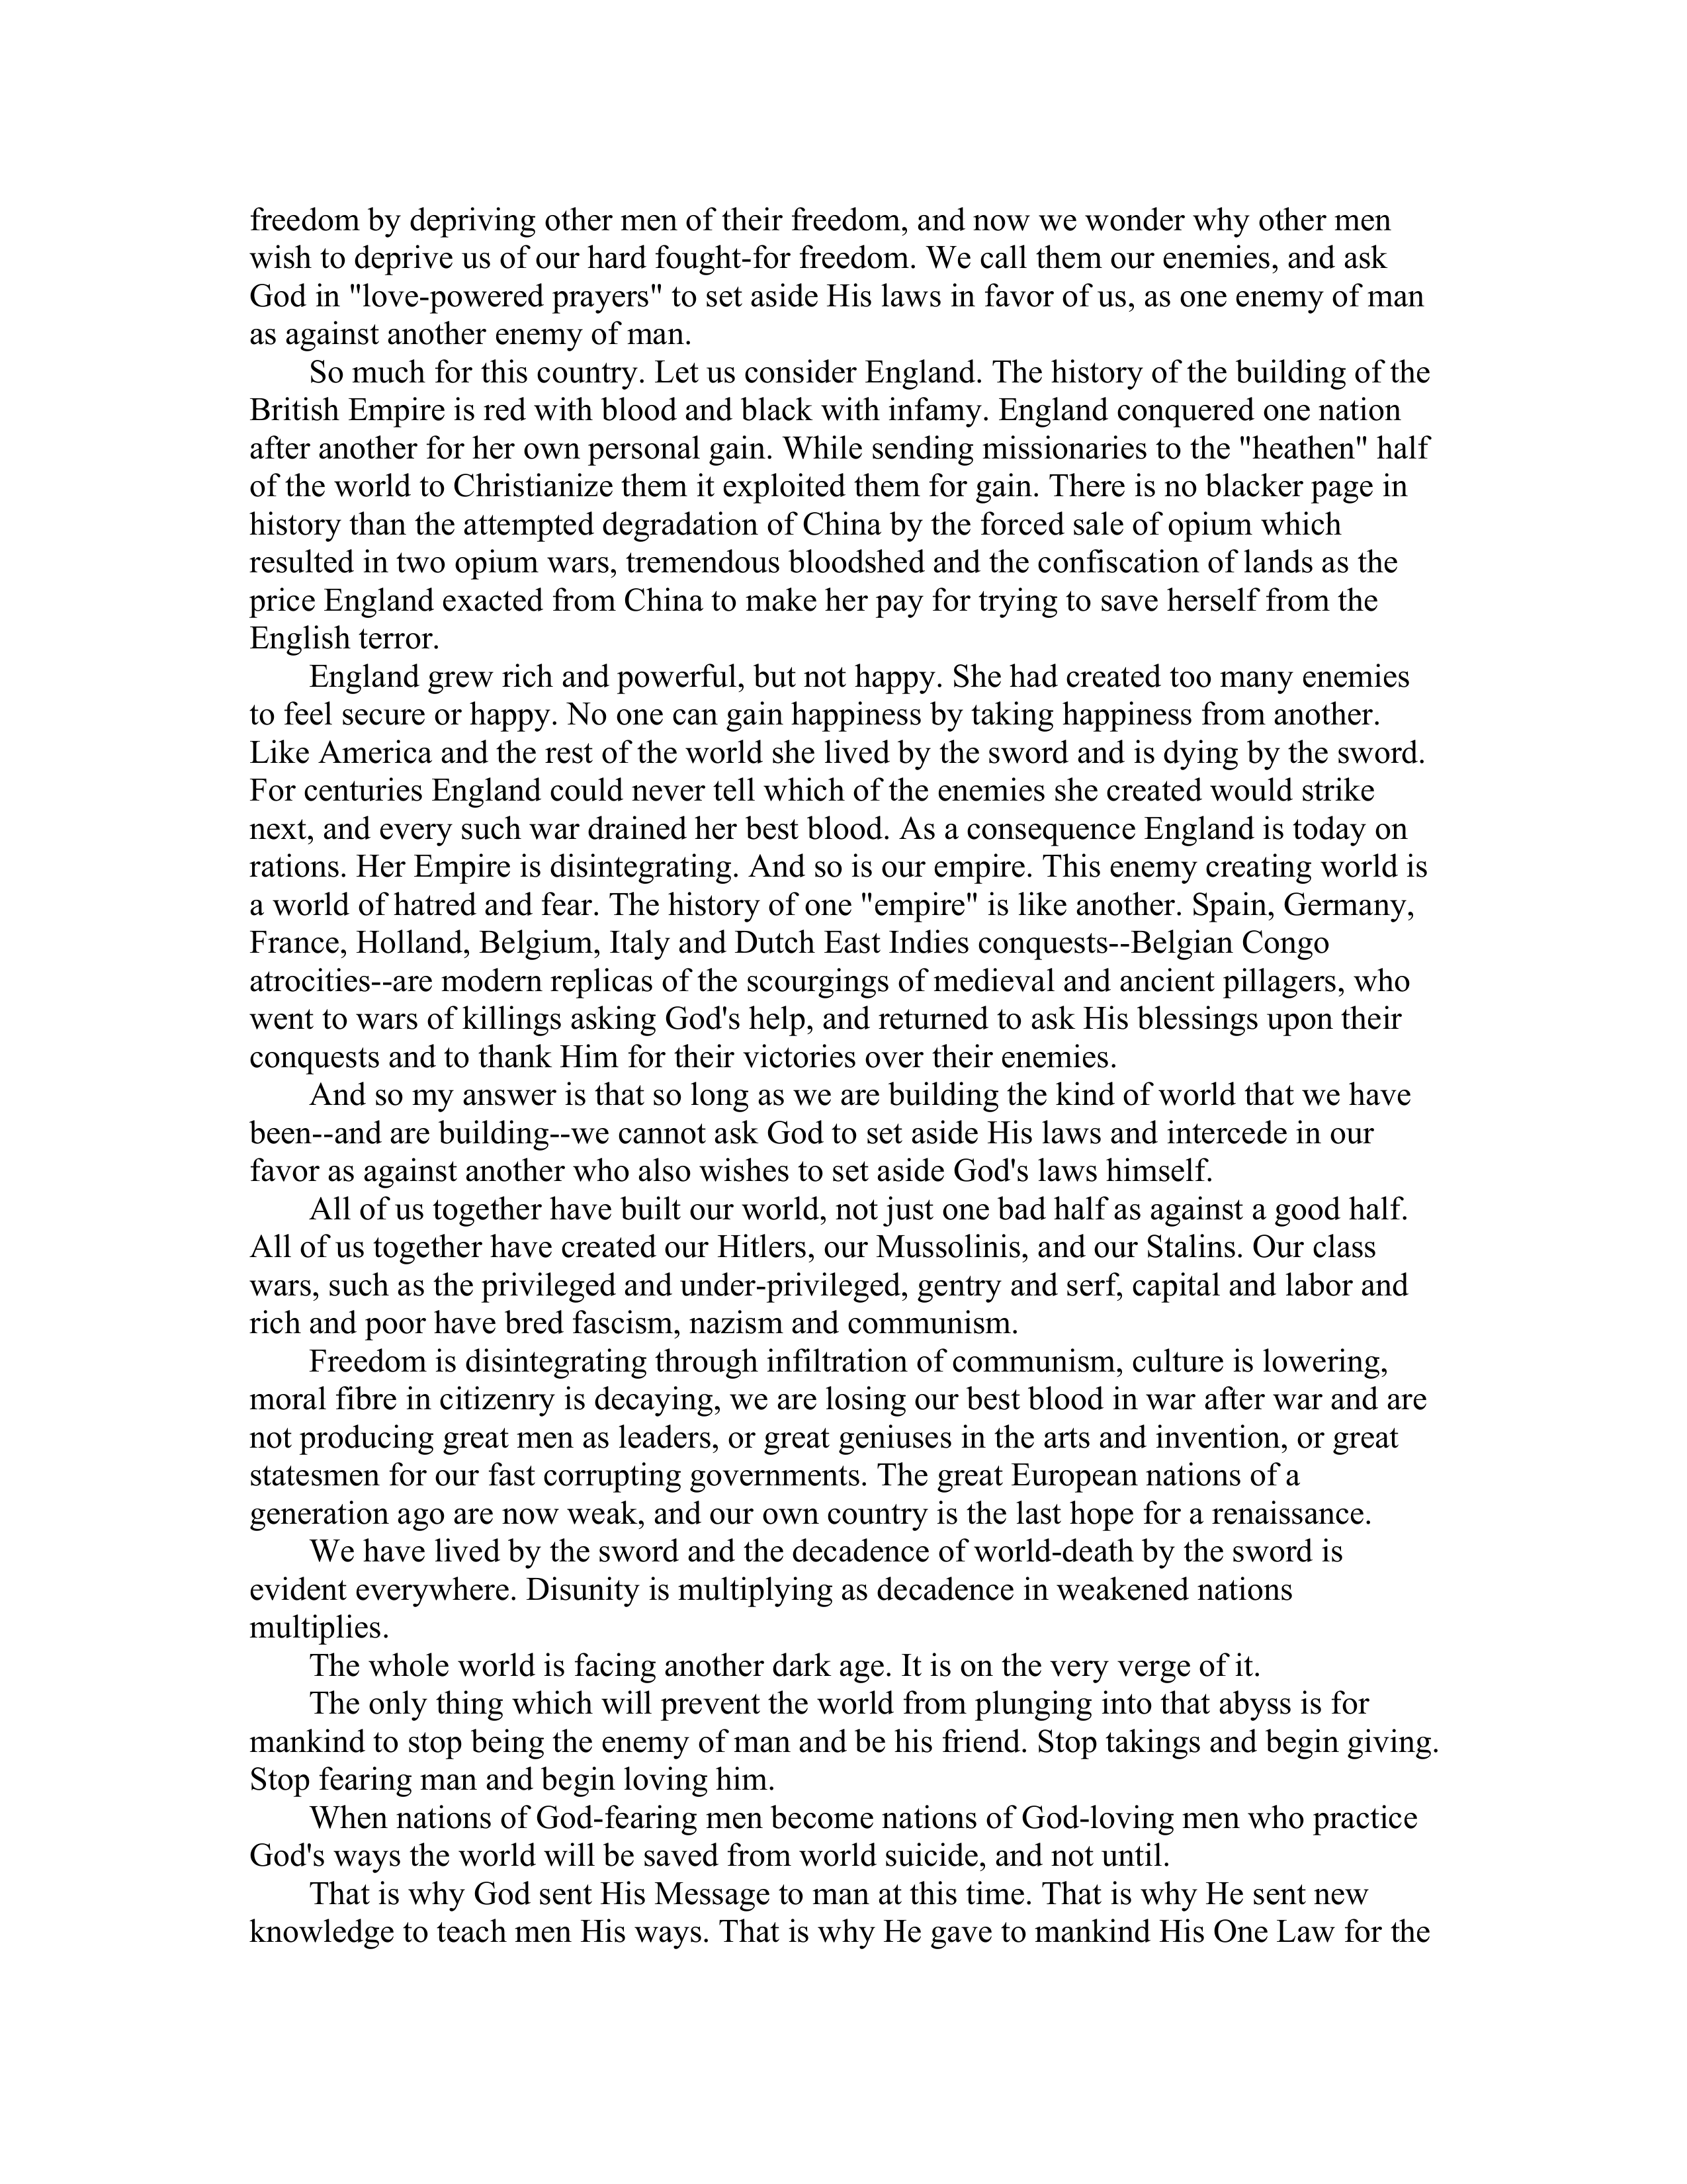 freedom by depriving other men of their freedom, and now we wonder why other men
wish to deprive us of our hard fought-for freedom. We call them our enemies, and ask
God in "love-powered prayers" to set aside His laws in favor of us, as one enemy of man
as against another enemy of man.
So much for this country. Let us consider England. The history of the building of the
British Empire is red with blood and black with infamy. England conquered one nation
after another for her own personal gain. While sending missionaries to the "heathen" half
of the world to Christianize them it exploited them for gain. There is no blacker page in
history than the attempted degradation of China by the forced sale of opium which
resulted in two opium wars, tremendous bloodshed and the confiscation of lands as the
price England exacted from China to make her pay for trying to save herself from the
English terror.
England grew rich and powerful, but not happy. She had created too many enemies
to feel secure or happy. No one can gain happiness by taking happiness from another.
Like America and the rest of the world she lived by the sword and is dying by the sword.
For centuries England could never tell which of the enemies she created would strike
next, and every such war drained her best blood. As a consequence England is today on
rations. Her Empire is disintegrating. And so is our empire. This enemy creating world is
a world of hatred and fear. The history of one "empire" is like another. Spain, Germany,
France, Holland, Belgium, Italy and Dutch East Indies conquests--Belgian Congo
atrocities--are modern replicas of the scourgings of medieval and ancient pillagers, who
went to wars of killings asking God's help, and returned to ask His blessings upon their
conquests and to thank Him for their victories over their enemies.
And so my answer is that so long as we are building the kind of world that we have
been--and are building--we cannot ask God to set aside His laws and intercede in our
favor as against another who also wishes to set aside God's laws himself.
All of us together have built our world, not just one bad half as against a good half.
All of us together have created our Hitlers, our Mussolinis, and our Stalins. Our class
wars, such as the privileged and under-privileged, gentry and serf, capital and labor and
rich and poor have bred fascism, nazism and communism.
Freedom is disintegrating through infiltration of communism, culture is lowering,
moral fibre in citizenry is decaying, we are losing our best blood in war after war and are
not producing great men as leaders, or great geniuses in the arts and invention, or great
statesmen for our fast corrupting governments. The great European nations of a
generation ago are now weak, and our own country is the last hope for a renaissance.
We have lived by the sword and the decadence of world-death by the sword is
evident everywhere. Disunity is multiplying as decadence in weakened nations
multiplies.
The whole world is facing another dark age. It is on the very verge of it.
The only thing which will prevent the world from plunging into that abyss is for
mankind to stop being the enemy of man and be his friend. Stop takings and begin giving.
Stop fearing man and begin loving him.
When nations of God-fearing men become nations of God-loving men who practice
God's ways the world will be saved from world suicide, and not until.
That is why God sent His Message to man at this time. That is why He sent new
knowledge to teach men His ways. That is why He gave to mankind His One Law for the